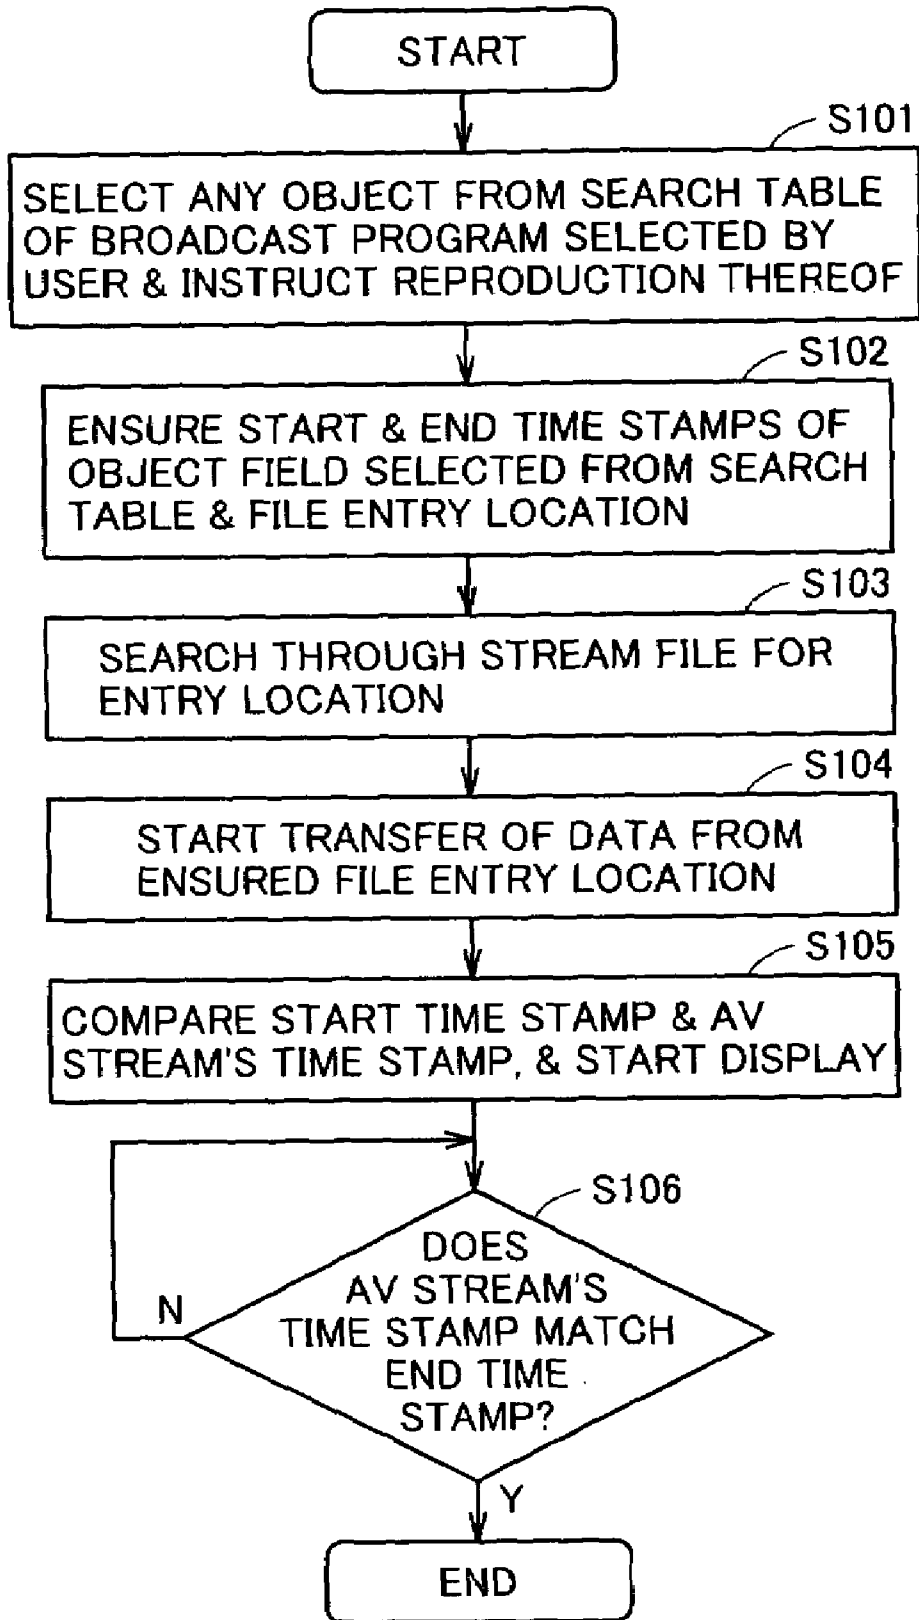 START
S101
SELECT ANY OBJECT FROM SEARCH TABLE
OF BROADCAST PROGRAM SELECTED BY
USER & INSTRUCT REPRODUCTION THEREOF
S102
ENSURE START & END TIME STAMPS OF
OBJECT FIELD SELECTED FROM SEARCH
TABLE & FILE ENTRY LOCATION
S103
SEARCH THROUGH STREAM FILE FOR
ENTRY LOCATION
S104
START TRANSFER OF DATA FROM
ENSURED FILE ENTRY LOCATION
S105
COMPARE START TIME STAMP & AV
STREAM'S TIME STAMP, & START DISPLAY
S106
DOES
AV STREAM'S
TIME STAMP MATCH
END TIME
STAMP?
N
Y
END